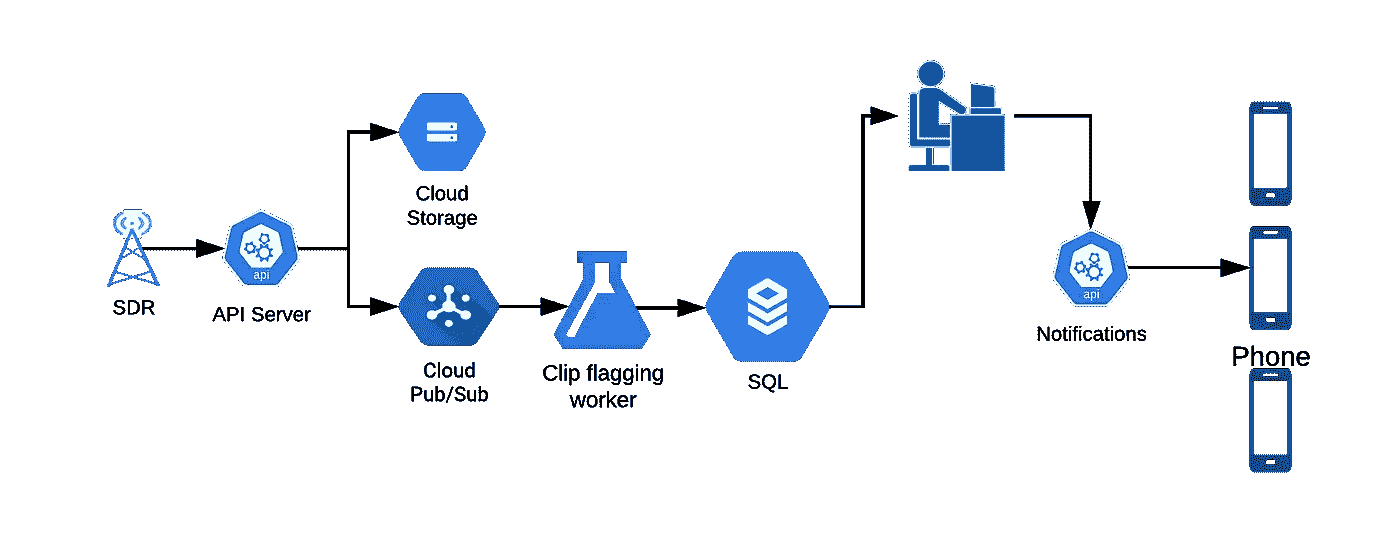 SDR
api
API Server
Cloud
Storage
Cloud
Pub/Sub
Clip flagging
worker
SQL
api
Notifications
Phone